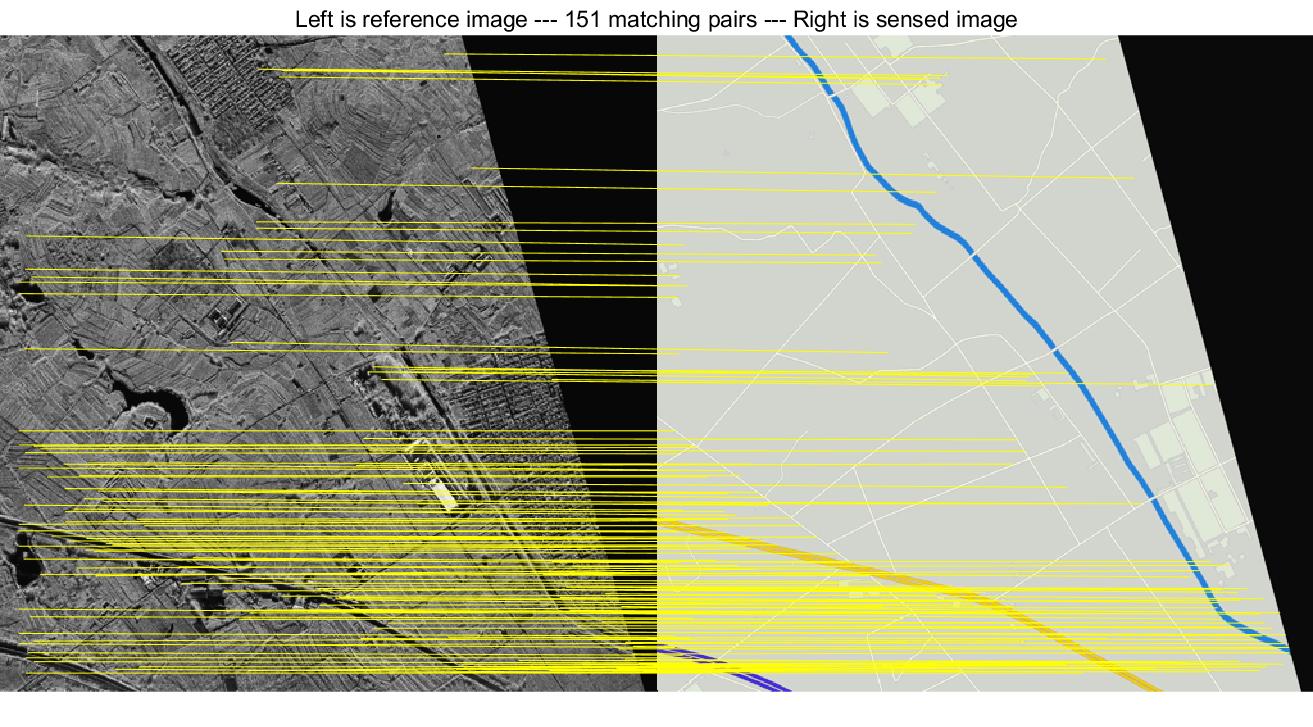 Left is reference image --- 151 matching pairs --- Right is sensed image